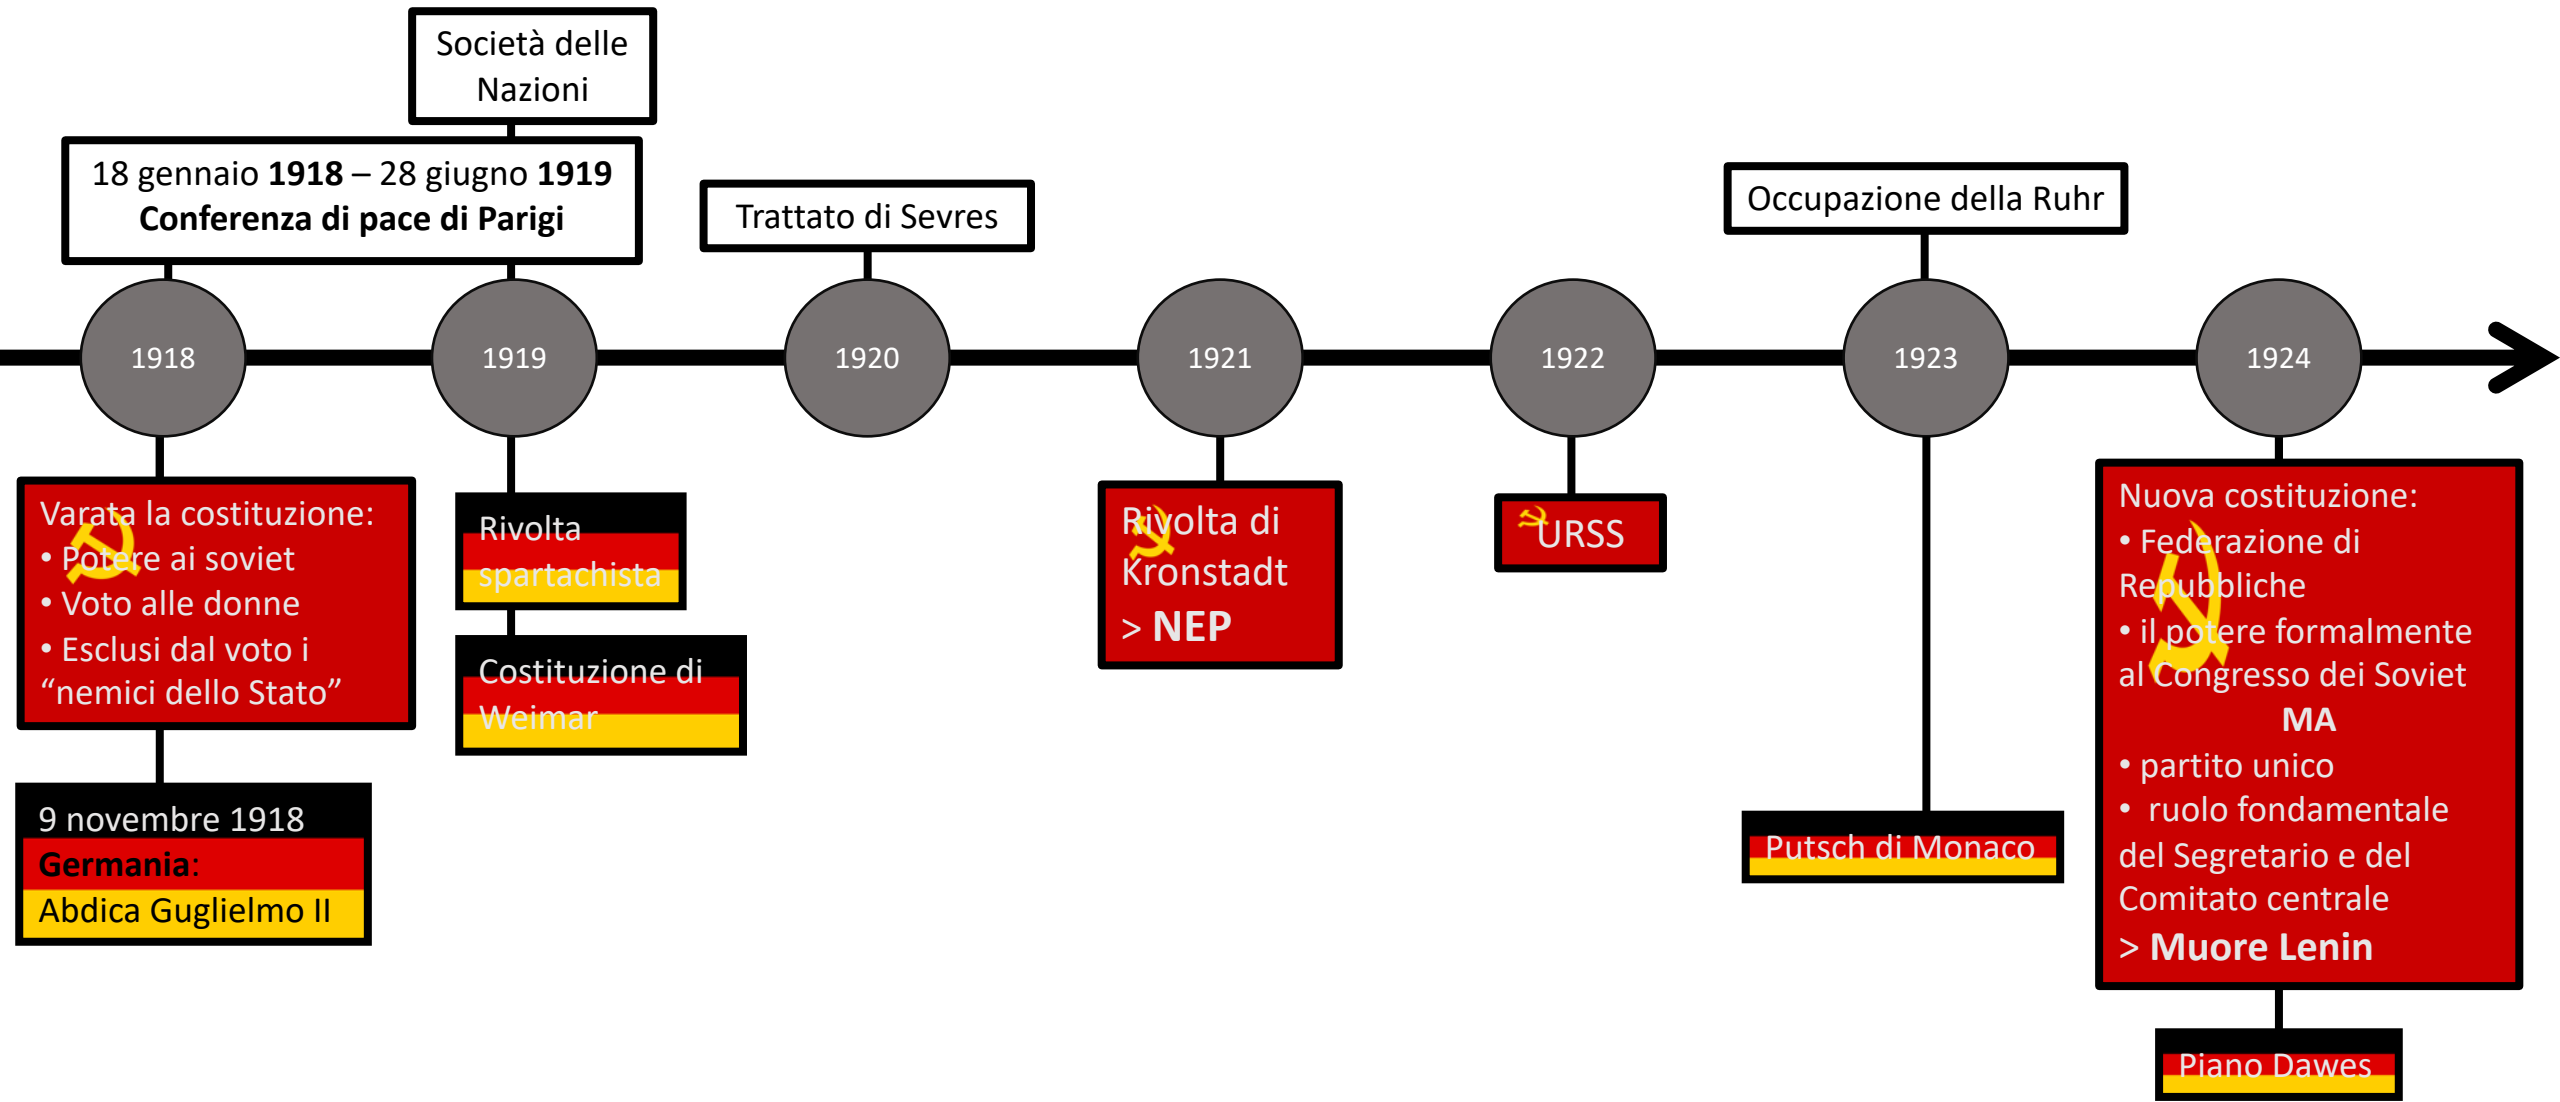 Società delle
Nazioni
18 gennaio 1918 – 28 giugno 1919
Conferenza di pace di Parigi
Trattato di Sevres
Occupazione della Ruhr
1918
1919
1920
1921
1922
1923
1924
Varata la costituzione:
• Potere ai soviet
• Voto alle donne
• Esclusi dal voto i
“nemici dello Stato”
9 novembre 1918
Germania:
Abdica Guglielmo II
Rivolta
spartachista
Costituzione di
Weimar
Rivolta di
Kronstadt
> NEP
URSS
Putsch di Monaco
Nuova costituzione:
• Federazione di
Repubbliche
• il potere formalmente
al Congresso dei Soviet
MA
• partito unico
• ruolo fondamentale
del Segretario e del
Comitato centrale
> Muore Lenin
Piano Dawes